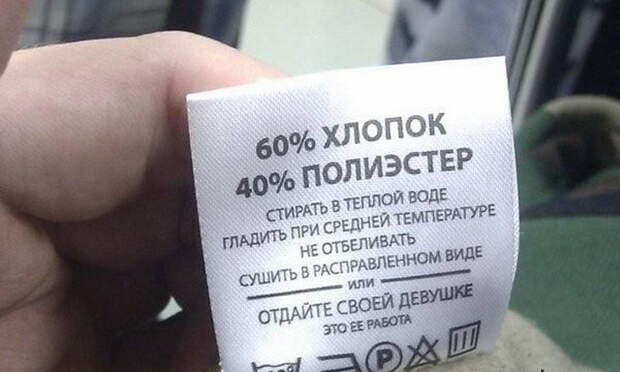 60% ХЛОПОК
40% ПОЛИЭСТЕР
СТИРАТЬ В ТЕПЛОЙ ВОДЕ
ГЛАДИТЬ ПРИ СРЕДНЕЙ ТЕМПЕРАТУРЕ
НЕ ОТБЕЛИВАТЬ
СУШИТЬ В РАСПРАВЛЕННОМ ВИДЕ
ИЛИ
ОТДАЙТЕ СВОЕЙ ДЕВУШКЕ
ЭТО ЕЕ РАБОТА
P